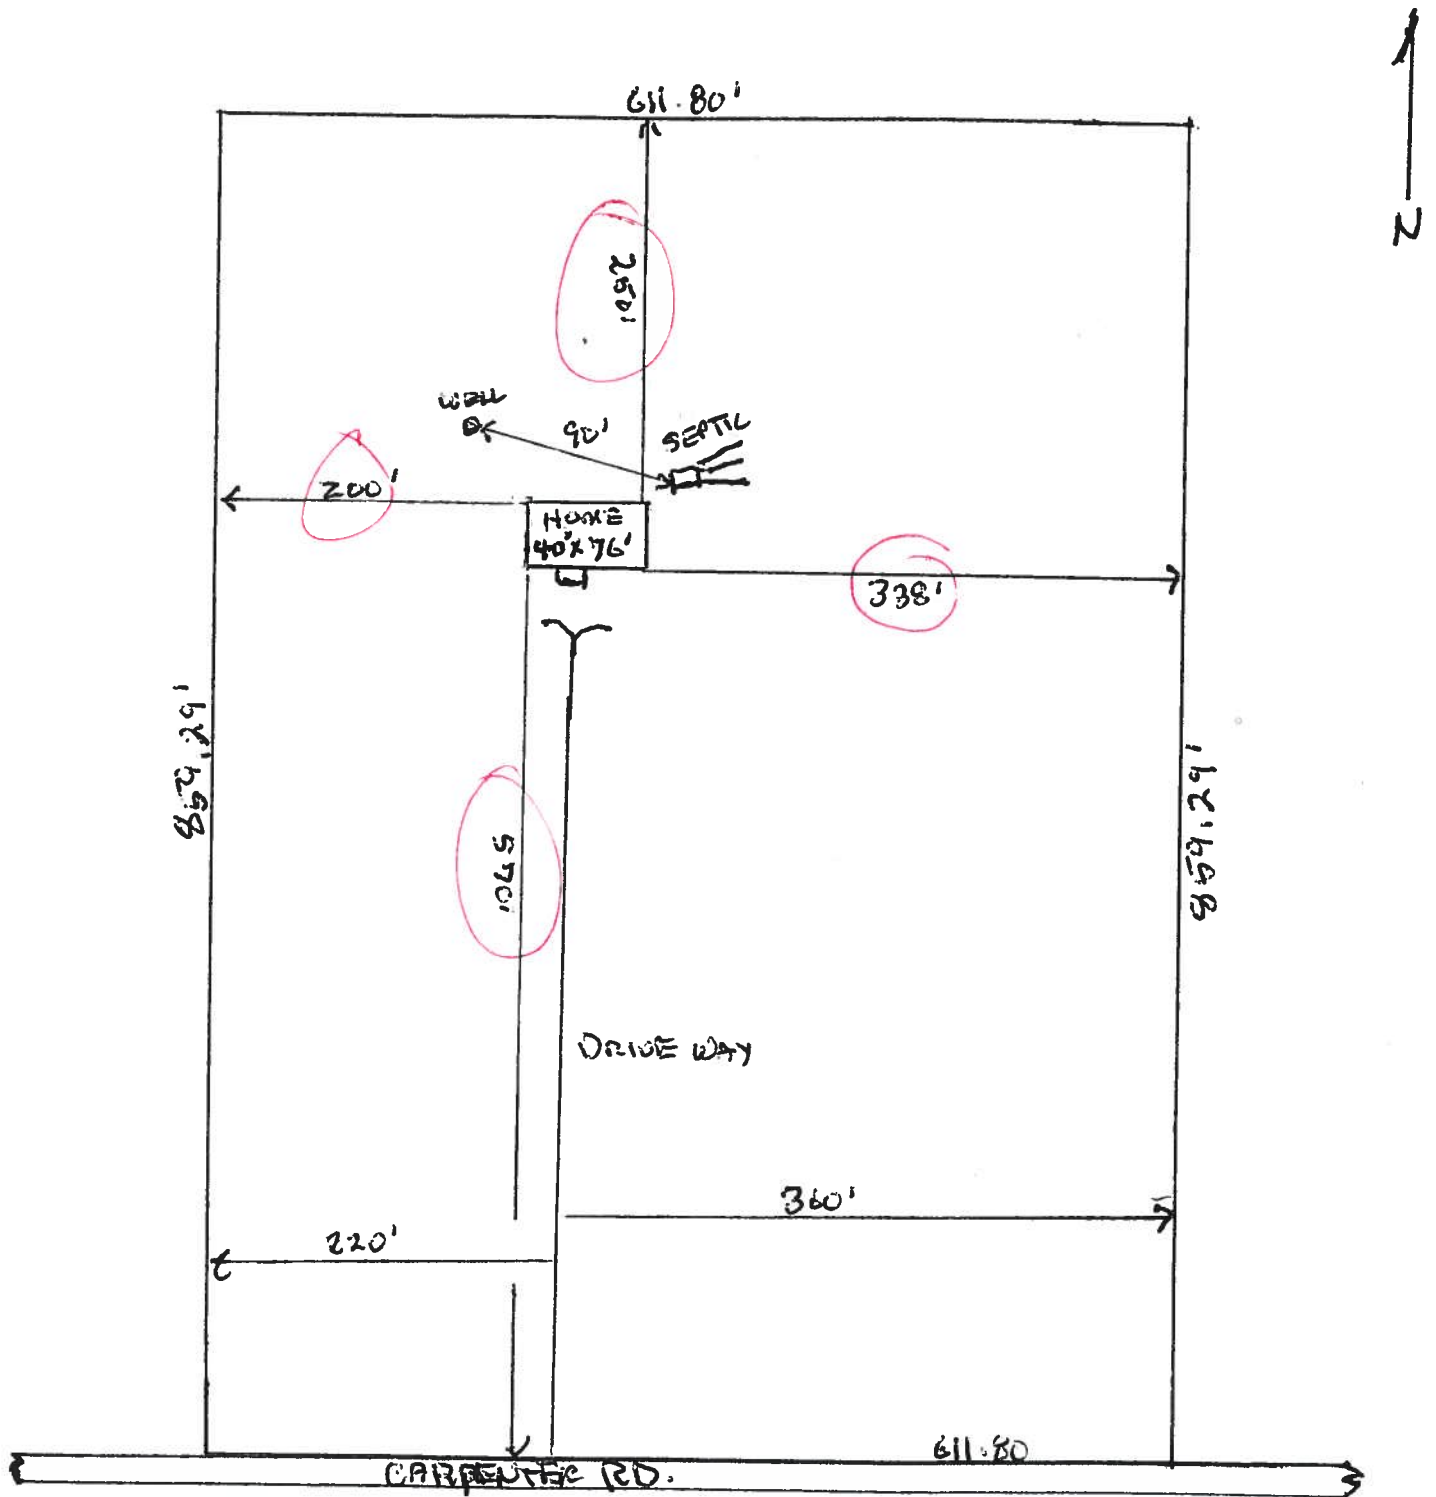 611.80'
N
250'
WELL
90'
SEPTIC
200'
HOME
40'X76'
338'
859.29'
859.29'
570'
DRIVE WAY
360'
220'
611.80
CARPENTER RD.